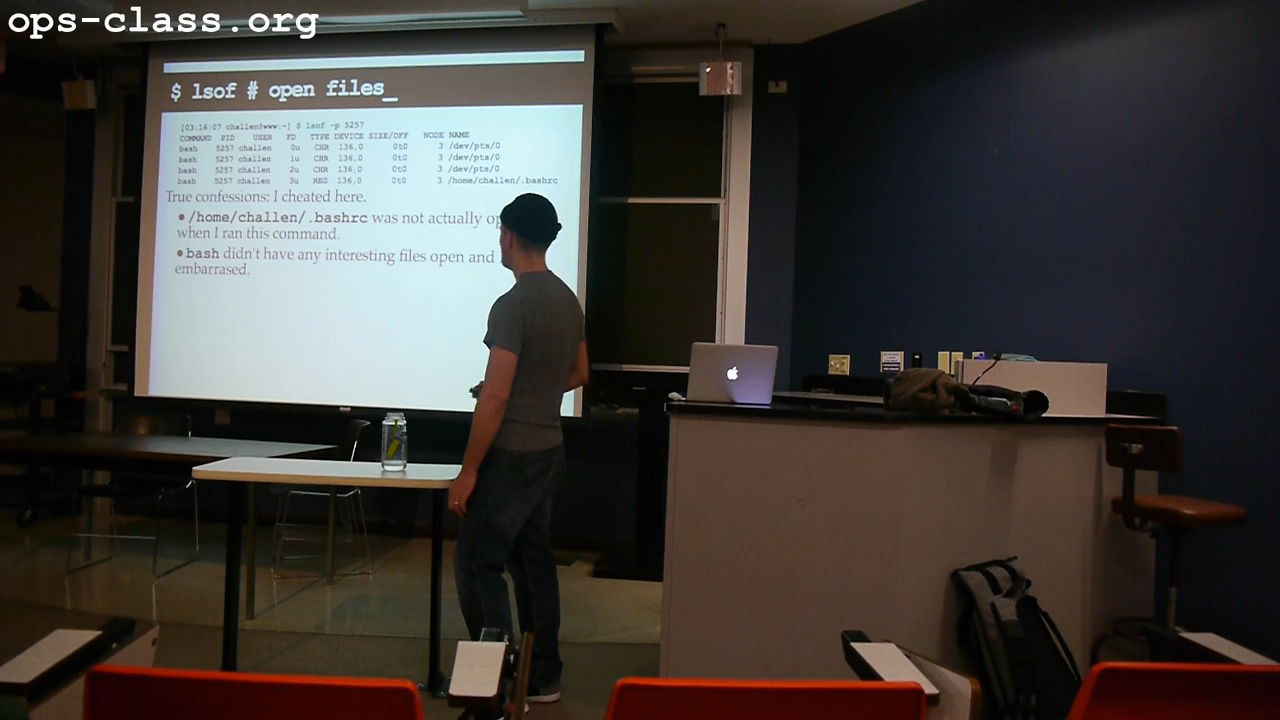 ops-class.org
$ lsof # open files_
[03:16:07 challen@www:~] $ lsof -p 5257
COMMAND PID USER FD TYPE DEVICE SIZE/OFF NODE NAME
bash 5257 challen 0u CHR 136,0 0t0 3 /dev/pts/0
bash 5257 challen 1u CHR 136,0 0t0 3 /dev/pts/0
bash 5257 challen 2u CHR 136,0 0t0 3 /dev/pts/0
bash 5257 challen 3u REG 136,0 0t0 3 /home/challen/.bashrc
True confessions: I cheated here.
● /home/challen/.bashrc was not actually
when I ran this command.
● bash didn't have any interesting files open and
embarrased.